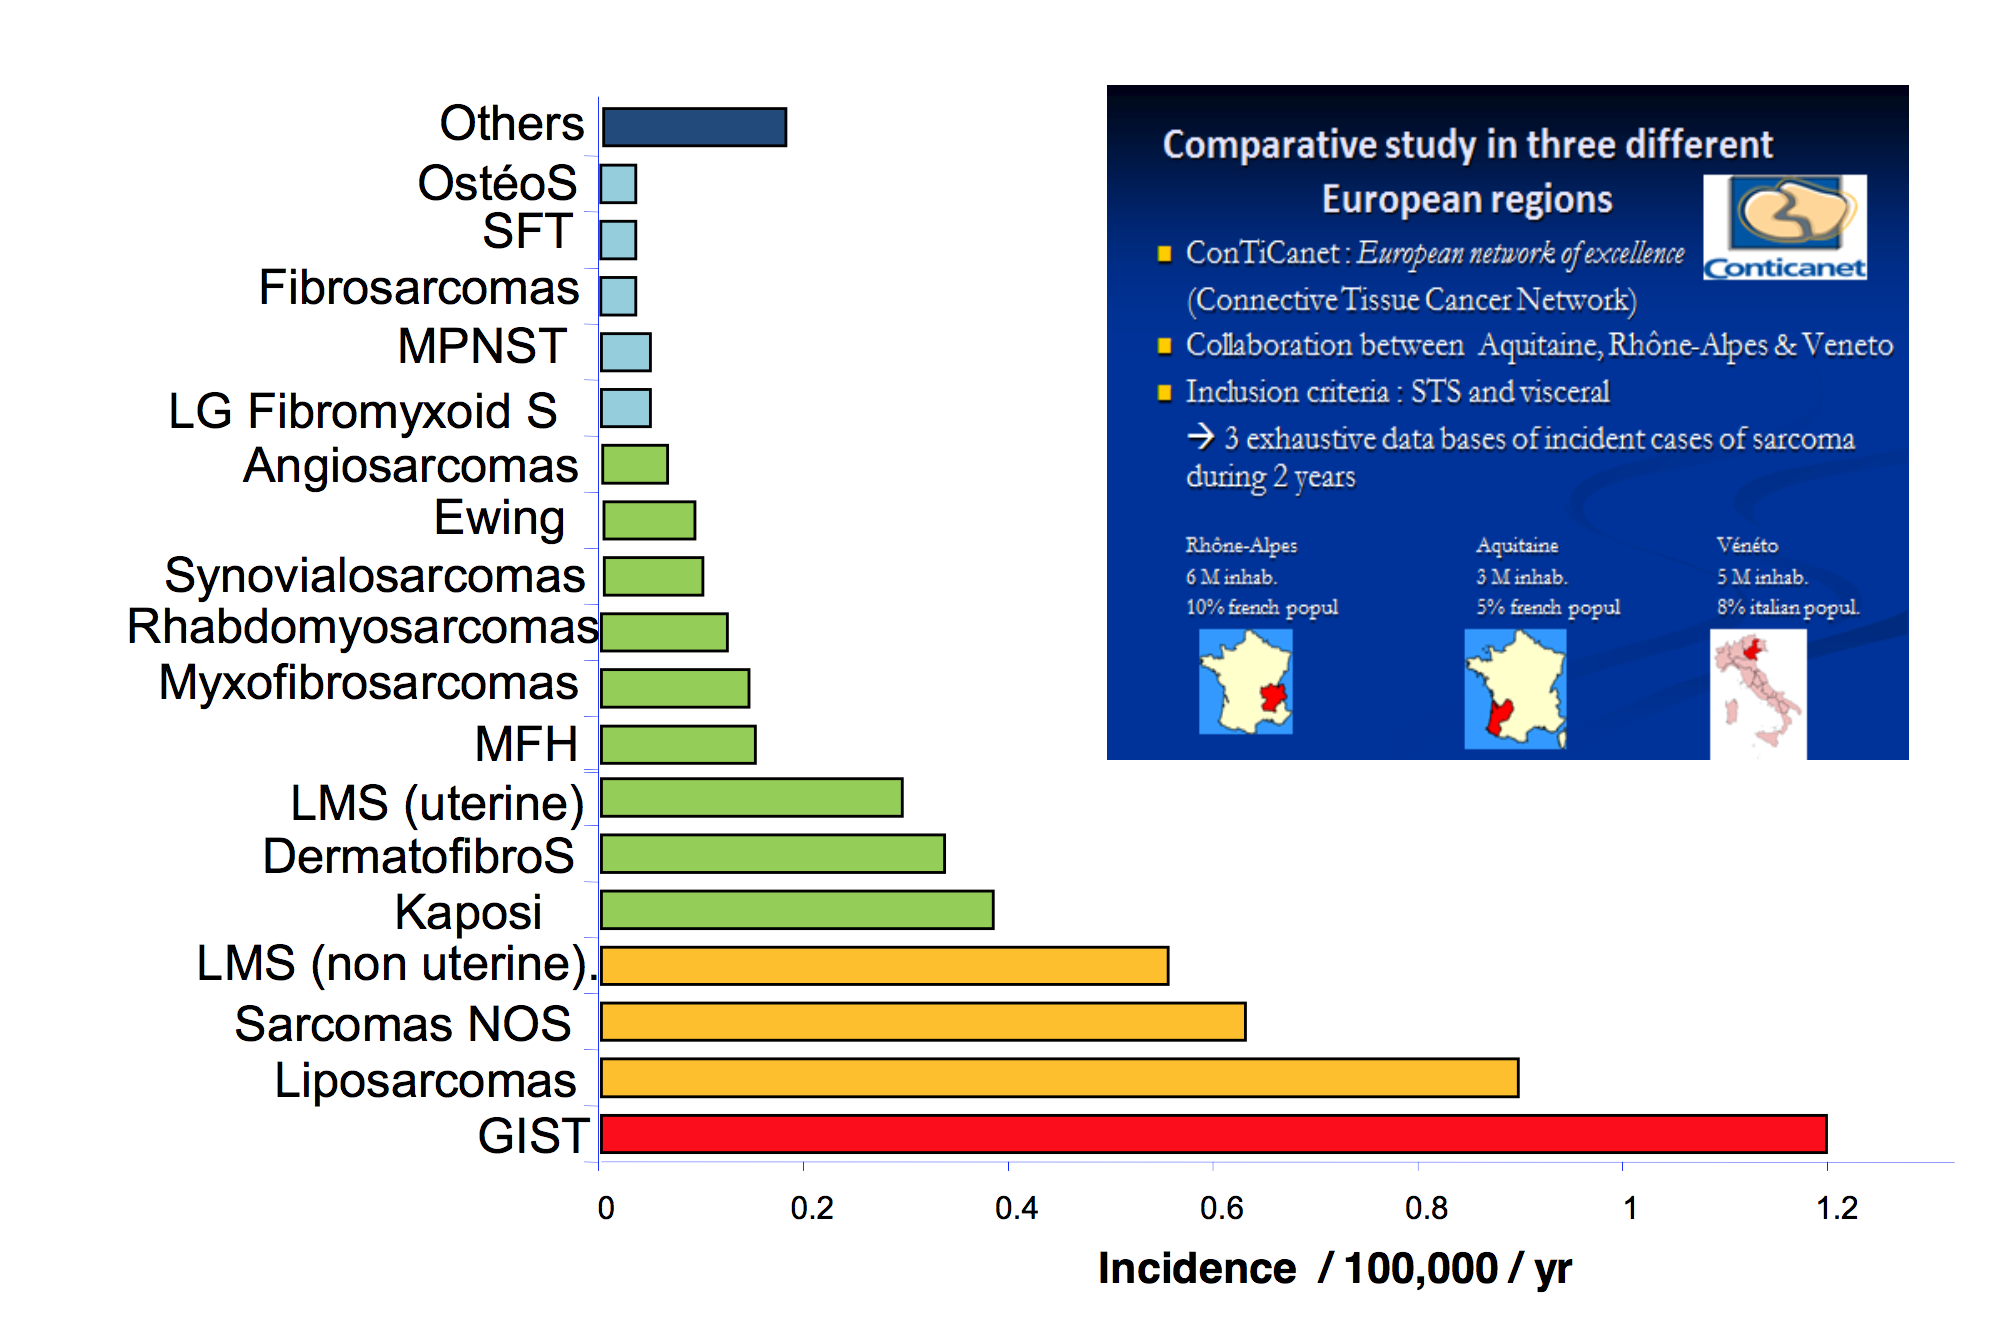 Others
OstéoS
SFT
Fibrosarcomas
MPNST
LG Fibromyxoid S
Angiosarcomas
Ewing
Synovialosarcomas
Rhabdomyosarcomas
Myxofibrosarcomas
MFH
LMS (uterine)
DermatofibroS
Kaposi
LMS (non uterine).
Sarcomas NOS
Liposarcomas
GIST
0 0.2 0.4 0.6 0.8 1 1.2
Incidence / 100,000 / yr
Comparative study in three different
European regions
Conticanet
ConTiCanet : European network of excellence
(Connective Tissue Cancer Network)
Collaboration between Aquitaine, Rhône-Alpes & Veneto
Inclusion criteria : STS and visceral
→ 3 exhaustive data bases of incident cases of sarcoma
during 2 years
Rhône-Alpes
6 M inhab.
10% french popul
Aquitaine
3 M inhab.
5% french popul
Vénéto
5 M inhab.
8% italian popul.